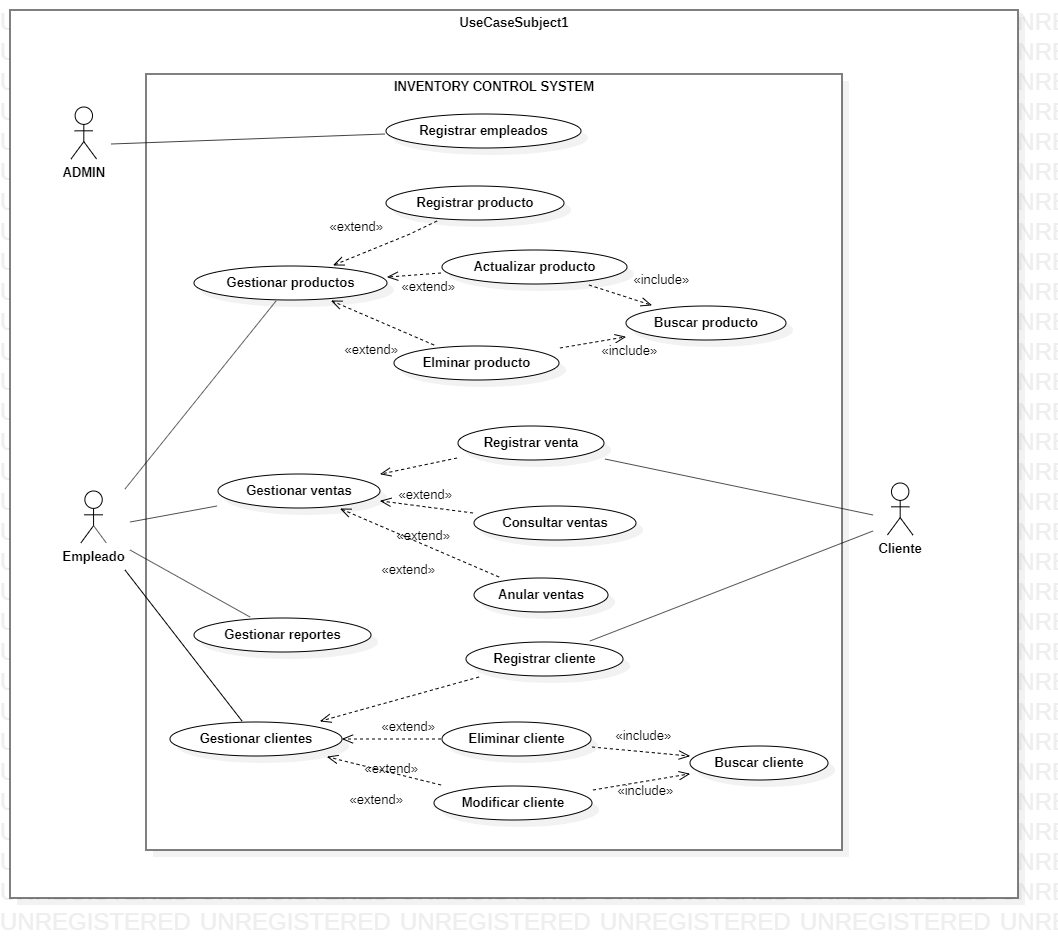 UseCaseSubject1
INVENTORY CONTROL SYSTEM
Registrar empleados
ADMIN
Registrar producto
«extend»
Actualizar producto
Gestionar productos
«include»
«extend»
Buscar producto
«extend»
«include»
Elminar producto
Registrar venta
Gestionar ventas
«extend»
Consultar ventas
«extend»
Empleado
Cliente
«extend»
Anular ventas
Gestionar reportes
Registrar cliente
«extend»
Gestionar clientes
Eliminar cliente
«include»
Buscar cliente
«extend»
«include»
«extend»
Modificar cliente
UNREGISTERED UNREGISTERED UNREGISTERED UNREGISTERED UNREGISTERED